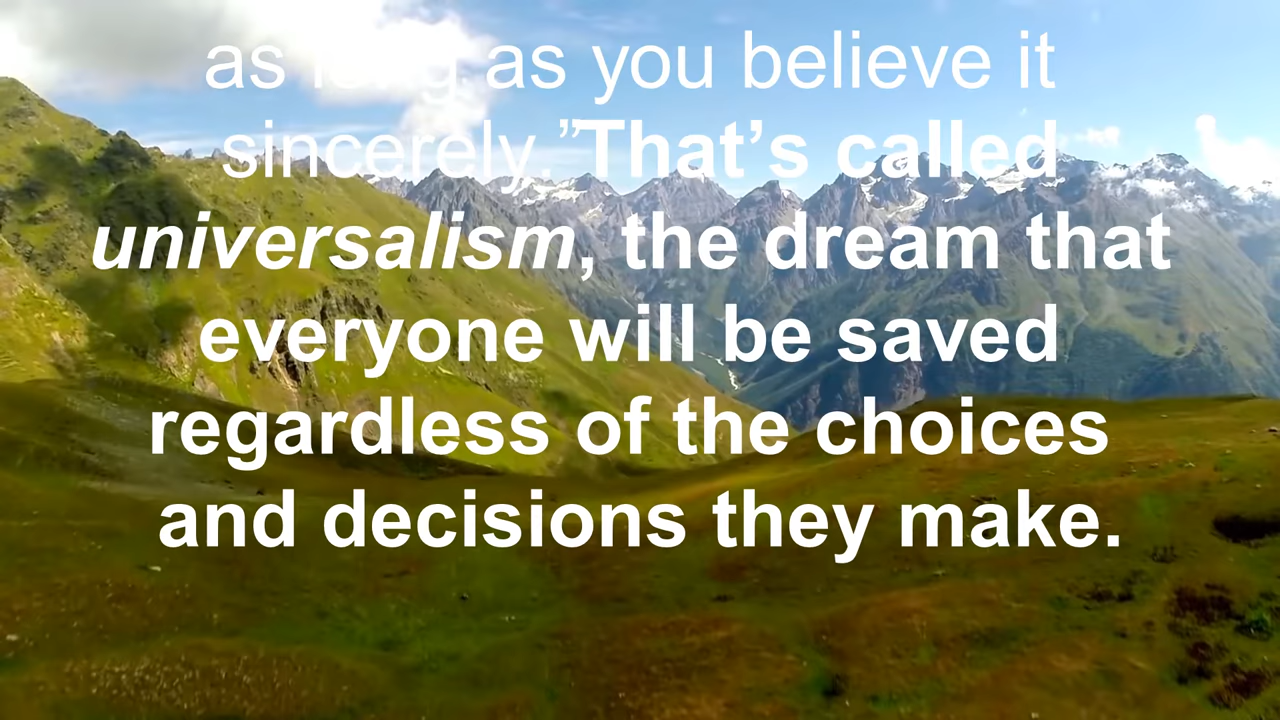 as long as you believe it
sincerely.”That’s called
universalism, the dream that
everyone will be saved
regardless of the choices
and decisions they make.